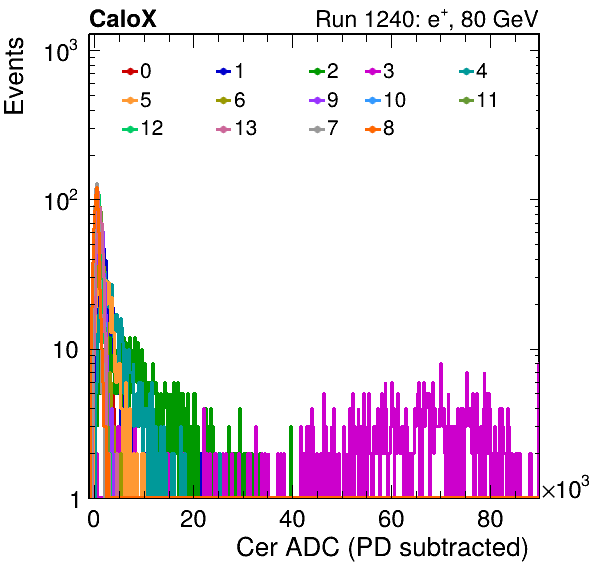 CaloX Run 1240: e⁺, 80 GeV
Events
10³
0 1 2 3 4
5 6 9 10 11
12 13 7 8
10²
10
1
0 20 40 60 80
×10³
Cer ADC (PD subtracted)